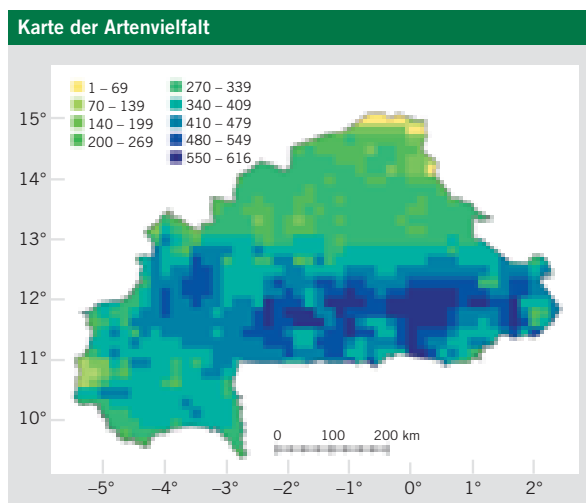 Karte der Artenvielfalt
1 – 69
70 – 139
140 – 199
200 – 269
270 – 339
340 – 409
410 – 479
480 – 549
550 – 616
15°
14°
13°
12°
11°
10°
0 100 200 km
–5° –4° –3° –2° –1° 0° 1° 2°